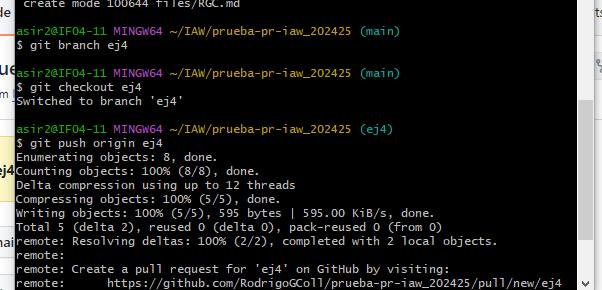 create mode 100644 files/RGC.md
asir2@IFO4-11 MINGW64 ~/IAW/prueba-pr-iaw_202425 (main)
$ git branch ej4
asir2@IFO4-11 MINGW64 ~/IAW/prueba-pr-iaw_202425 (main)
$ git checkout ej4
Switched to branch 'ej4'
asir2@IFO4-11 MINGW64 ~/IAW/prueba-pr-iaw_202425 (ej4)
$ git push origin ej4
Enumerating objects: 8, done.
Counting objects: 100% (8/8), done.
Delta compression using up to 12 threads
Compressing objects: 100% (5/5), done.
Writing objects: 100% (5/5), 595 bytes | 595.00 KiB/s, done.
Total 5 (delta 2), reused 0 (delta 0), pack-reused 0 (from 0)
remote: Resolving deltas: 100% (2/2), completed with 2 local objects.
remote:
remote: Create a pull request for 'ej4' on GitHub by visiting:
remote:      https://github.com/RodrigoGColl/prueba-pr-iaw_202425/pull/new/ej4